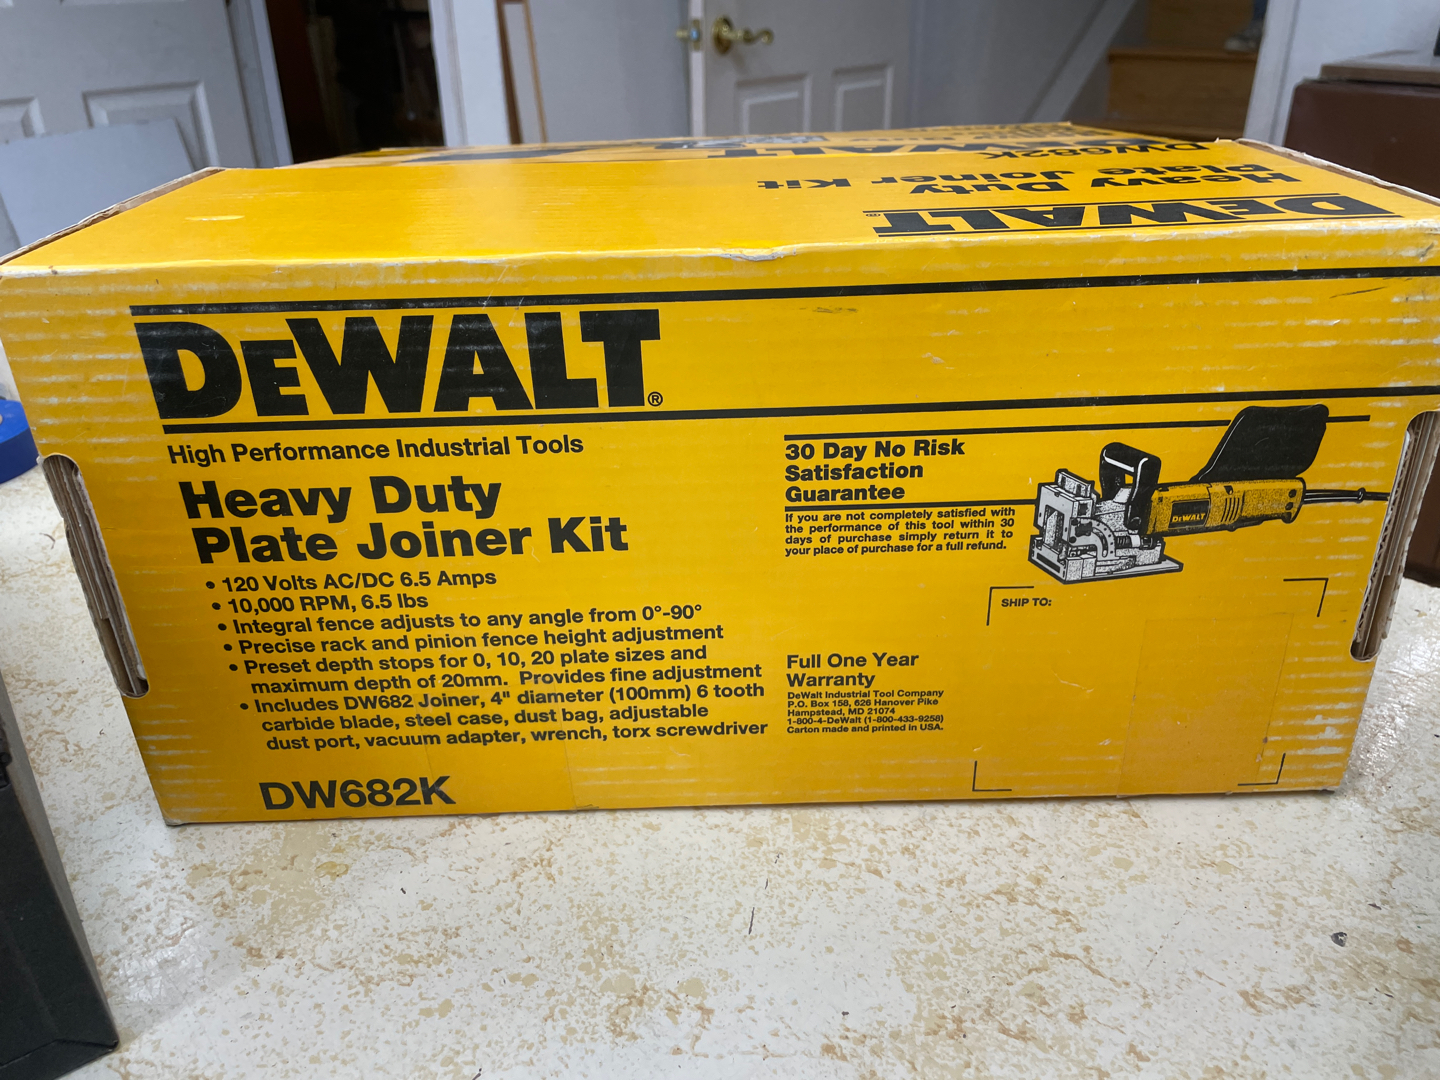 DEWALT®
Heavy Duty
Plate Joiner Kit
DW682K
DEWALT
DEWALT®
High Performance Industrial Tools
Heavy Duty
Plate Joiner Kit
• 120 Volts AC/DC 6.5 Amps
• 10,000 RPM, 6.5 lbs
• Integral fence adjusts to any angle from 0°-90°
• Precise rack and pinion fence height adjustment
• Preset depth stops for 0, 10, 20 plate sizes and
maximum depth of 20mm. Provides fine adjustment
• Includes DW682 Joiner, 4" diameter (100mm) 6 tooth
carbide blade, steel case, dust bag, adjustable
dust port, vacuum adapter, wrench, torx screwdriver
DW682K
30 Day No Risk
Satisfaction
Guarantee
If you are not completely satisfied with
the performance of this tool within 30
days of purchase simply return it to
your place of purchase for a full refund.
DEWALT
SHIP TO:
Full One Year
Warranty
DeWalt Industrial Tool Company
P.O. Box 158, 626 Hanover Pike
Hampstead, MD 21074
1-800-4-DeWalt (1-800-433-9258)
Carton made and printed in USA.